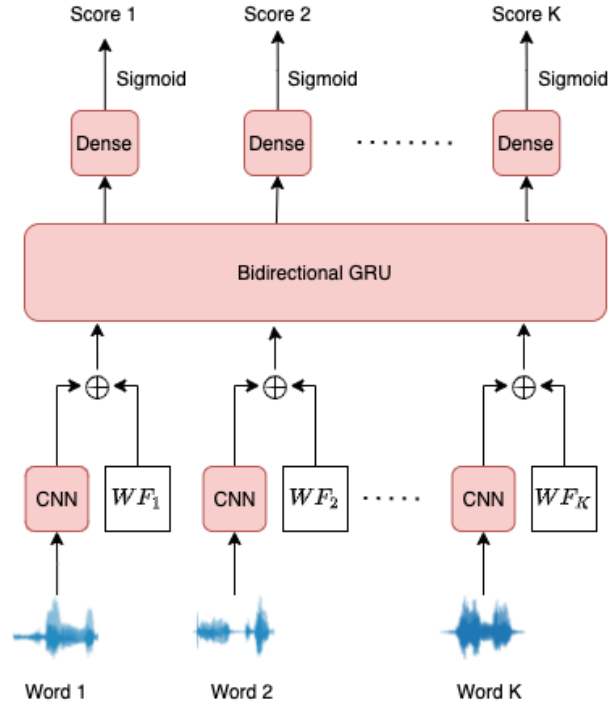 Score 1 Score 2 Score K
Sigmoid Sigmoid Sigmoid
Dense Dense ········ Dense
Bidirectional GRU
CNN WF₁ CNN WF₂ ····· CNN WF_K
Word 1 Word 2 Word K